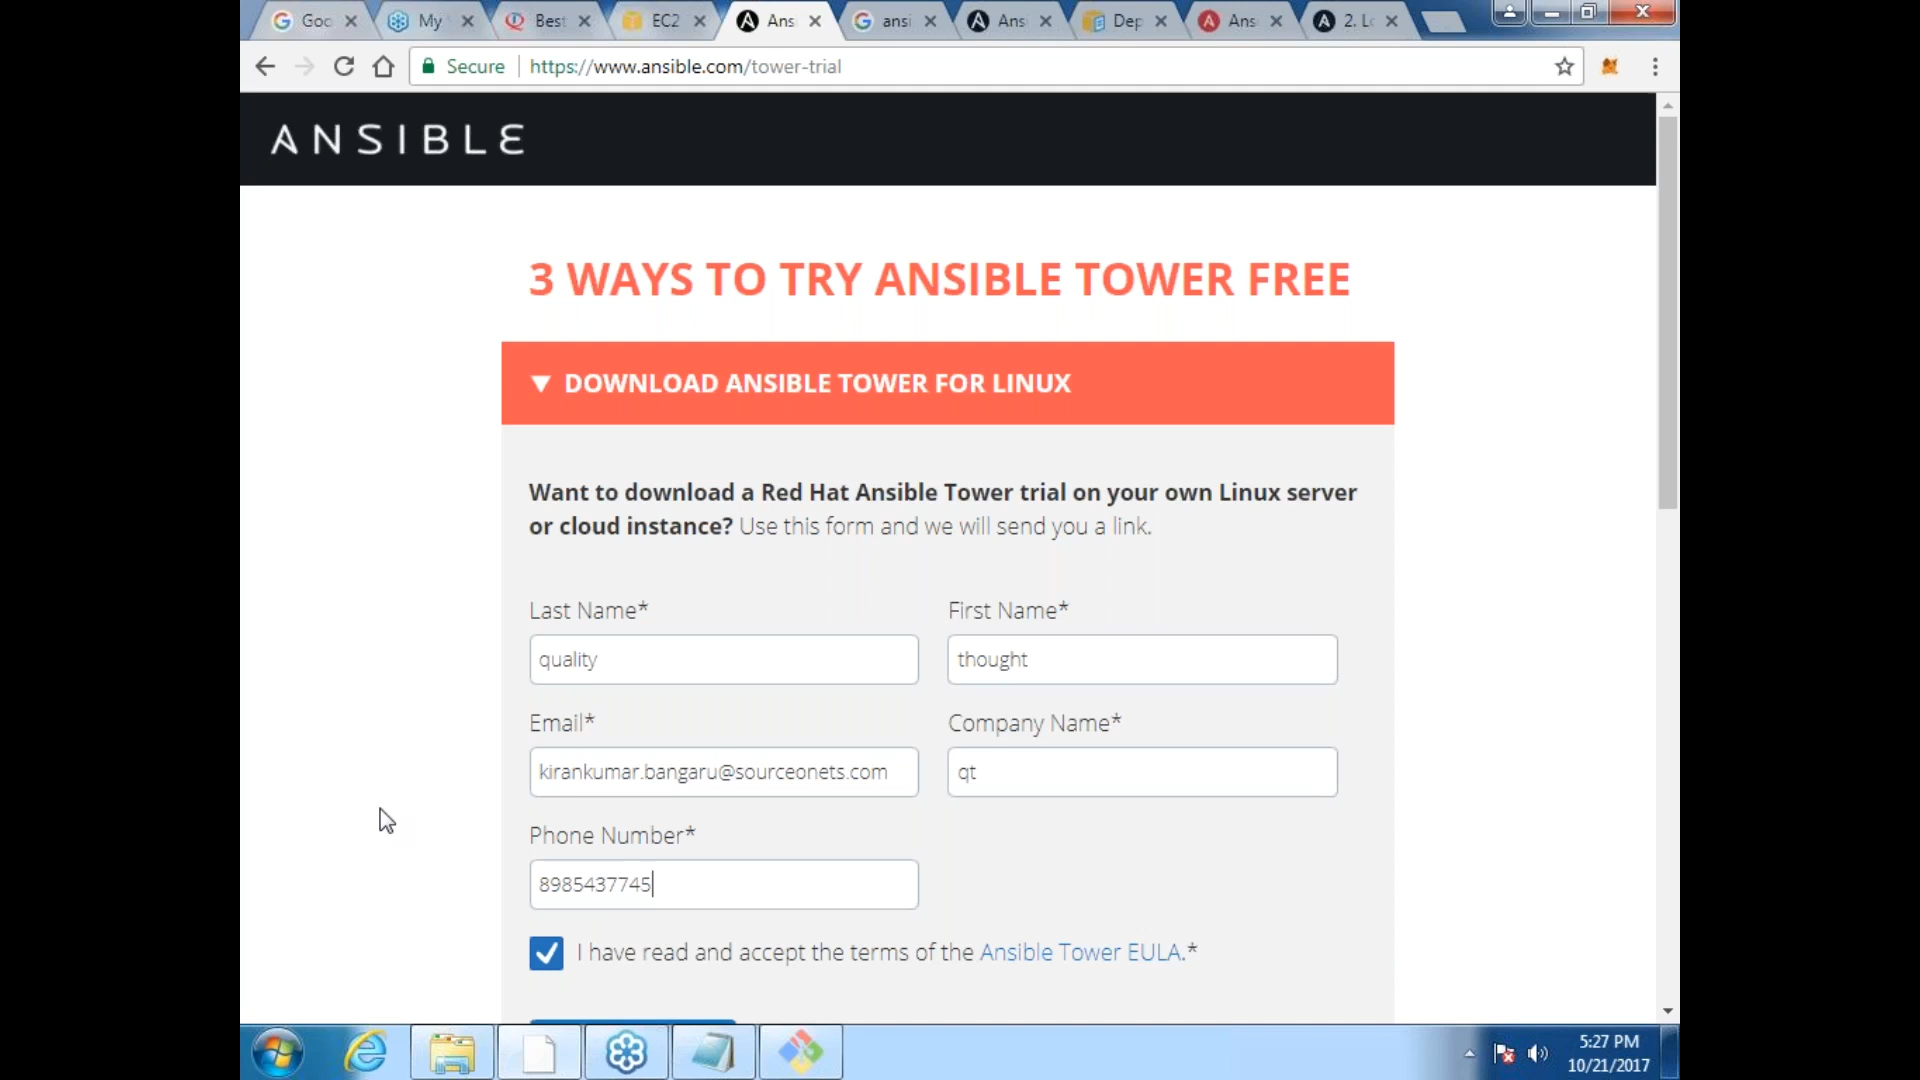 Goo
My
Best
EC2
Ans
ansi
Ans
Dep
Ans
2. Lo
Secure
https://www.ansible.com/tower-trial
ANSIBLE
3 WAYS TO TRY ANSIBLE TOWER FREE
DOWNLOAD ANSIBLE TOWER FOR LINUX
Want to download a Red Hat Ansible Tower trial on your own Linux server
or cloud instance? Use this form and we will send you a link.
Last Name*
First Name*
quality
thought
Email*
Company Name*
kirankumar.bangaru@sourceonets.com
qt
Phone Number*
8985437745
I have read and accept the terms of the Ansible Tower EULA.*
5:27 PM
10/21/2017